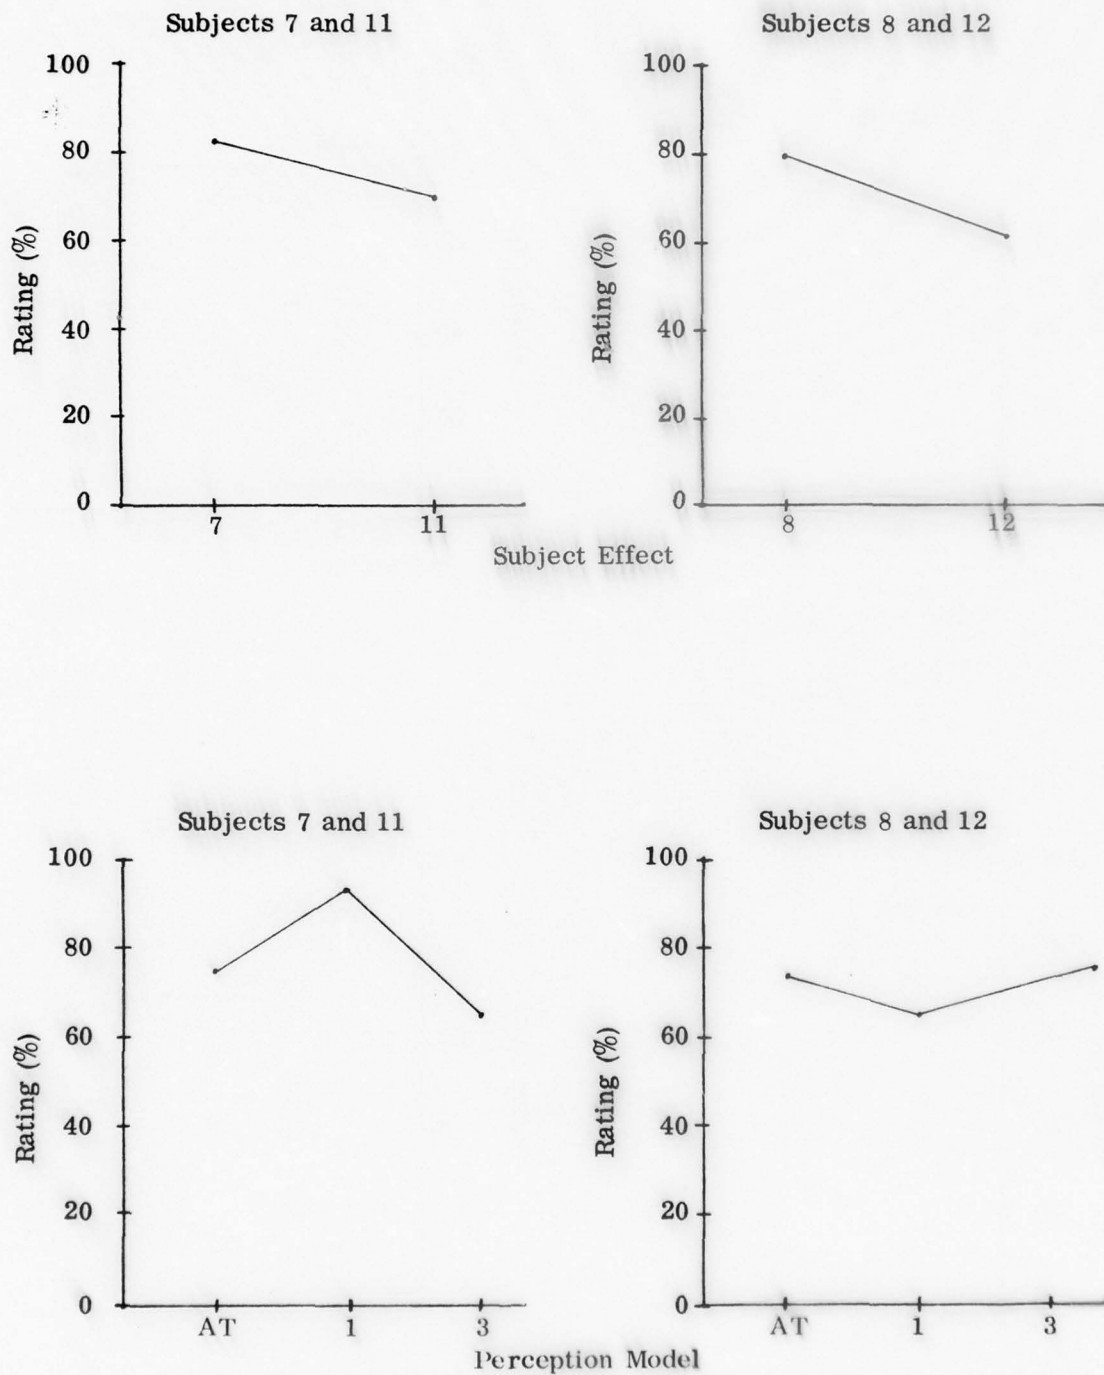 Subjects 7 and 11
100
80
60
40
20
0
Rating (%)
7
11
Subjects 8 and 12
100
80
60
40
20
0
Rating (%)
8
12
Subject Effect
Subjects 7 and 11
100
80
60
40
20
0
Rating (%)
AT
1
3
Subjects 8 and 12
100
80
60
40
20
0
Rating (%)
AT
1
3
Perception Model